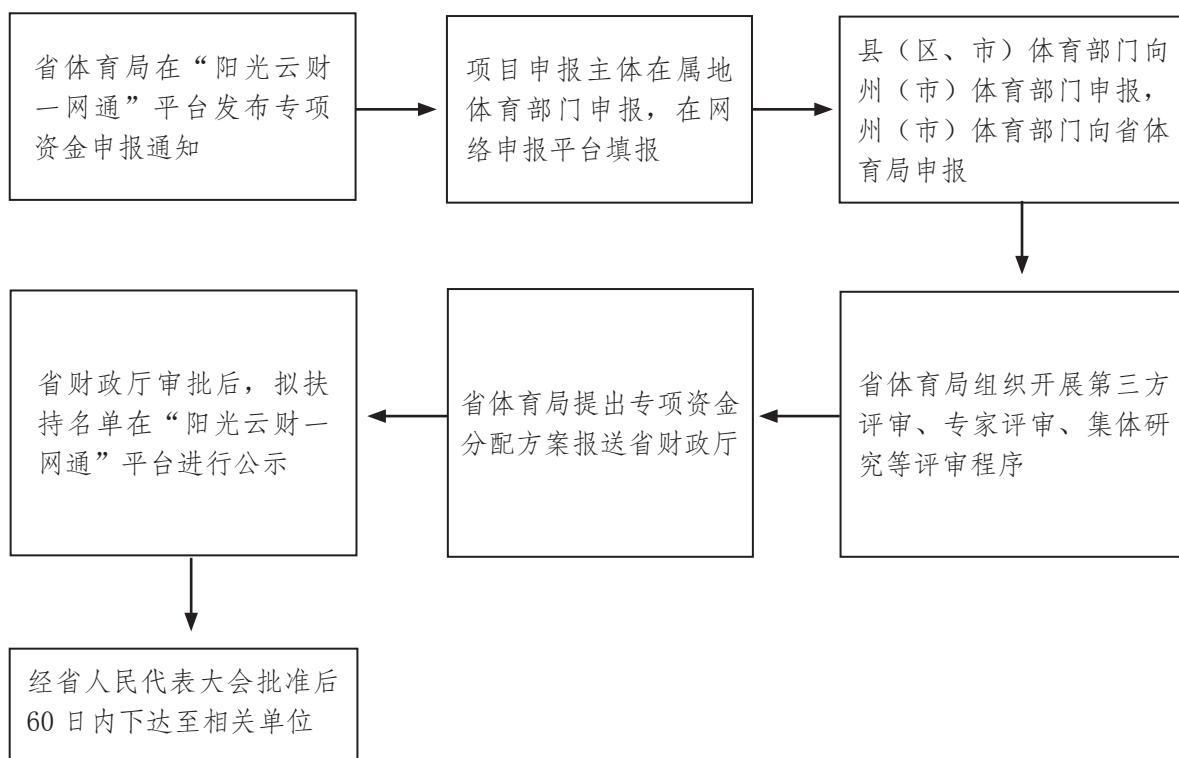 省体育局在“阳光云财
一网通”平台发布专项
资金申报通知
项目申报主体在属地
体育部门申报，在网
络申报平台填报
县（区、市）体育部门向
州（市）体育部门申报，
州（市）体育部门向省体
育局申报
省体育局组织开展第三方
评审、专家评审、集体研
究等评审程序
省体育局提出专项资金
分配方案报送省财政厅
省财政厅审批后，拟扶
持名单在“阳光云财一
网通”平台进行公示
经省人民代表大会批准后
60 日内下达至相关单位